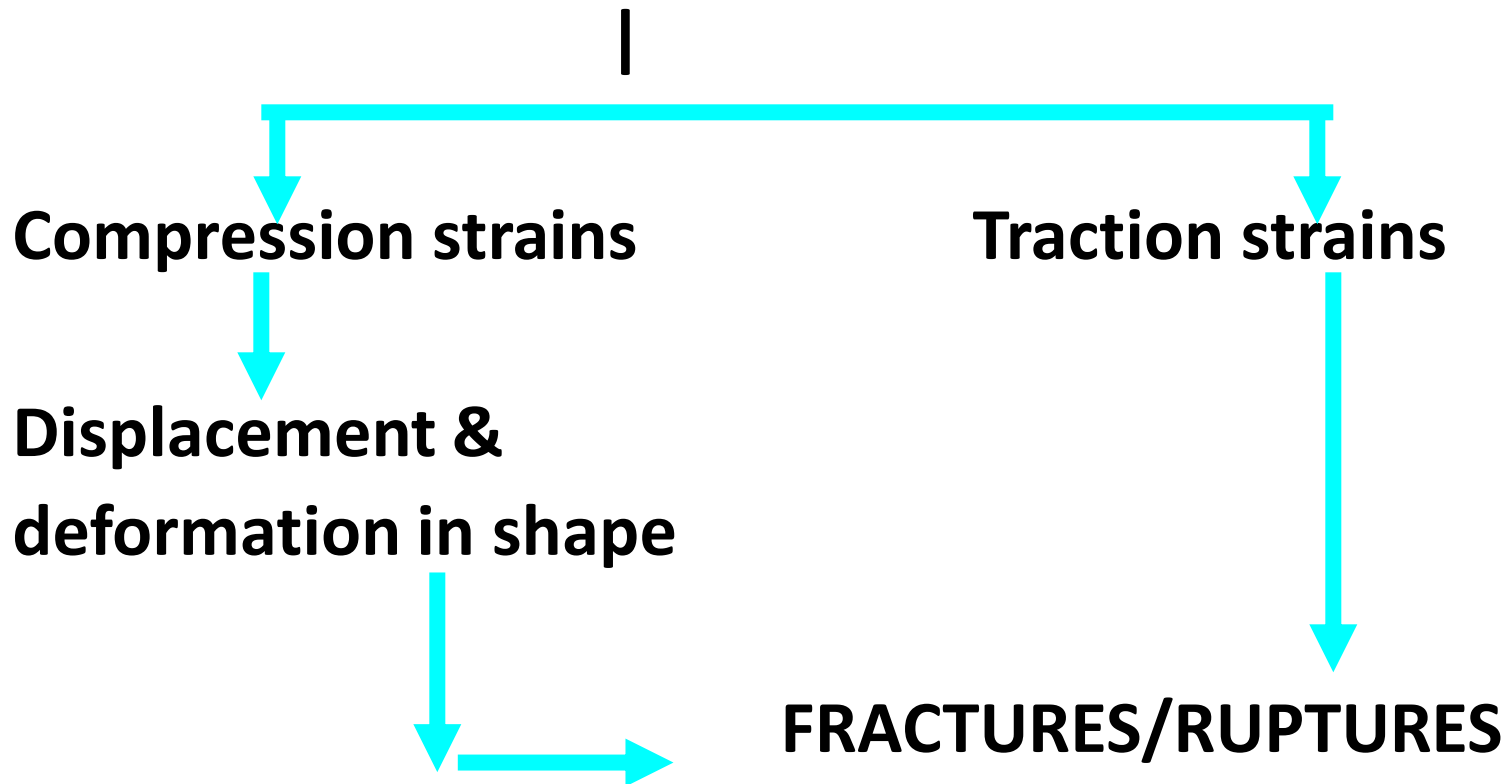 |
Compression strains
Traction strains
Displacement &
deformation in shape
FRACTURES/RUPTURES